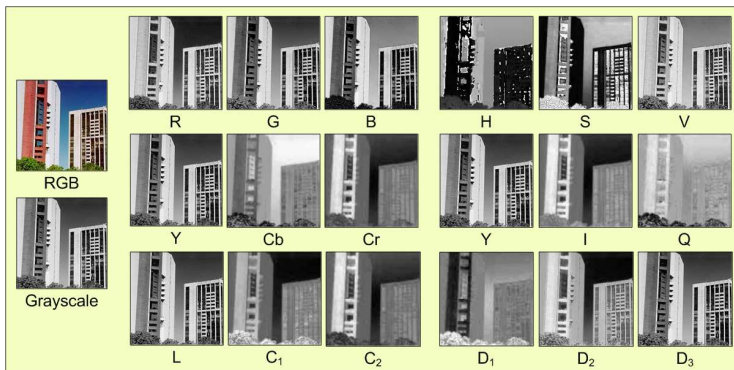 R G B H S V
RGB
Y Cb Cr Y I Q
Grayscale
L C₁ C₂ D₁ D₂ D₃